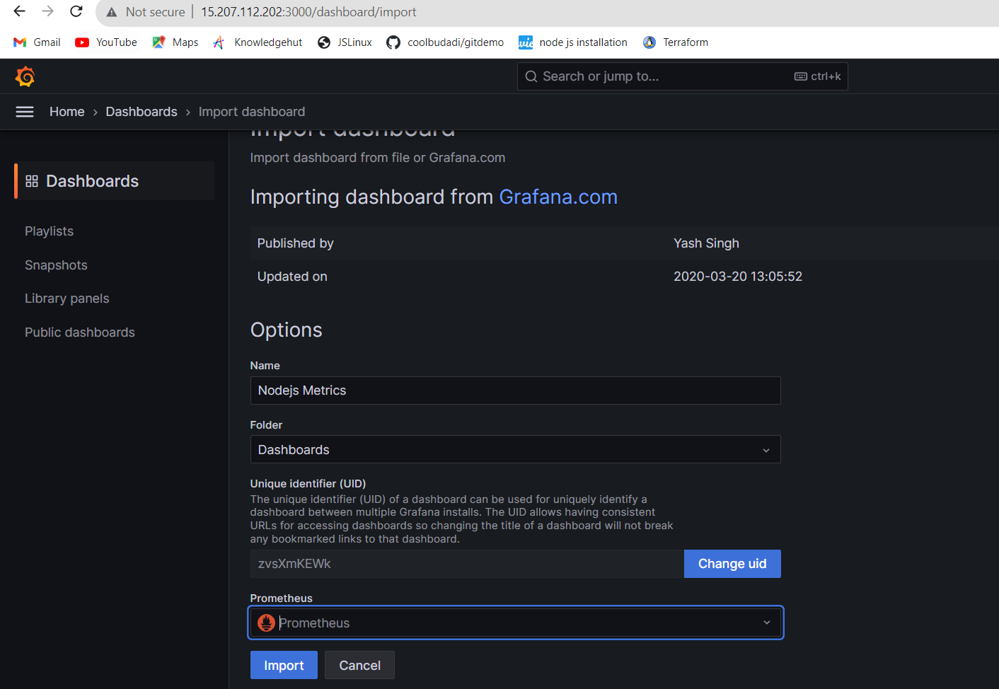 Not secure 15.207.112.202:3000/dashboard/import
Gmail YouTube Maps Knowledgehut JSLinux coolbudadi/gitdemo node js installation Terraform
Search or jump to... ctrl+k
Home › Dashboards › Import dashboard
Import dashboard
Import dashboard from file or Grafana.com
Dashboards
Playlists
Snapshots
Library panels
Public dashboards
Importing dashboard from Grafana.com
Published by Yash Singh
Updated on 2020-03-20 13:05:52
Options
Name
Nodejs Metrics
Folder
Dashboards
Unique identifier (UID)
The unique identifier (UID) of a dashboard can be used for uniquely identify a
dashboard between multiple Grafana installs. The UID allows having consistent
URLs for accessing dashboards so changing the title of a dashboard will not break
any bookmarked links to that dashboard.
zvsXmKEWk Change uid
Prometheus
Prometheus
Import Cancel